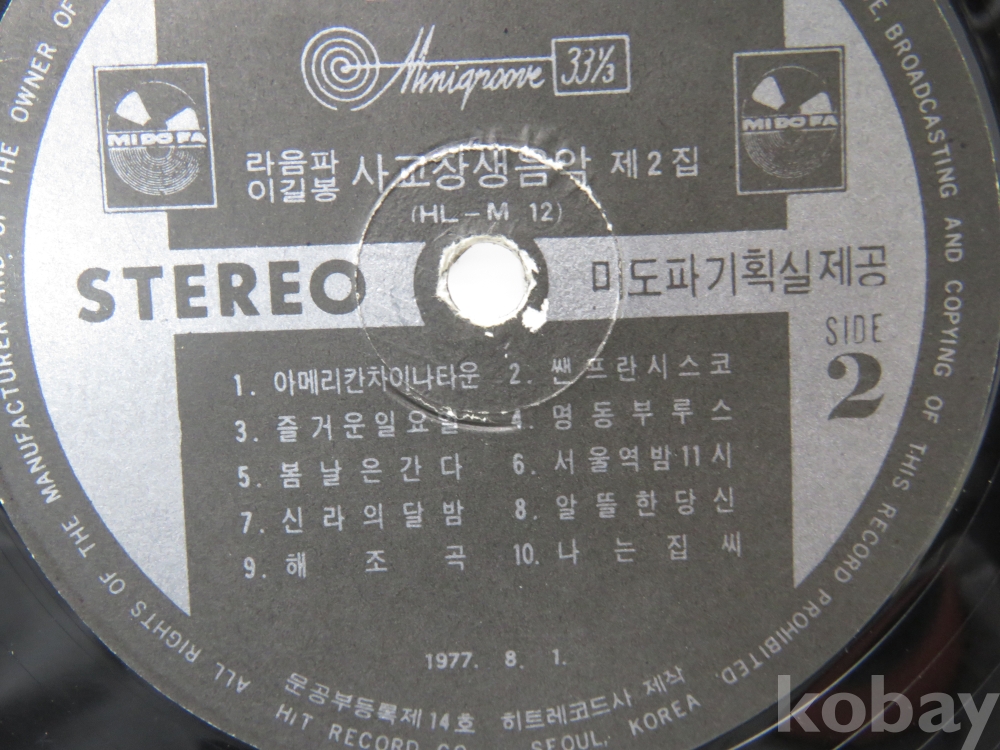 Minigroove 33 1/3
MIDOPA
MIDOPA
라음파
이길봉
사교상생음악 제2집
(HL-M 12)
STEREO
미도파기획실제공
SIDE
2
1. 아메리칸차이나타운 2. 쌘프란시스코
3. 즐거운일요일 4. 명동부루스
5. 봄날은간다 6. 서울역밤11시
7. 신라의달밤 8. 알뜰한당신
9. 해조곡 10. 나는집씨
1977. 8. 1.
문공부등록제14호 히트레코드사 제작
HIT RECORD CO. SEOUL, KOREA
ALL RIGHTS OF THE MANUFACTURER AND OF THE OWNER OF
BROADCASTING AND COPYING OF THIS RECORD PROHIBITED.
kobay